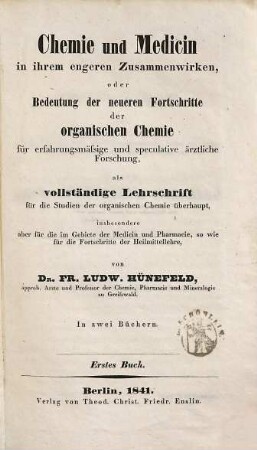 Chemie und Medicin
in ihrem engeren Zusammenwirken,
oder
Bedeutung der neueren Fortschritte
der
organischen Chemie
für erfahrungsmäfsige und speculative ärztliche
Forschung,
als
vollständige Lehrschrift
für die Studien der organischen Chemie überhaupt,
insbesondere
aber für die im Gebiete der Medicin und Pharmacie, so wie
für die Fortschritte der Heilmittellehre,
von
DR. FR. LUDW. HÜNEFELD,
approb. Arzte und Professor der Chemie, Pharmacie und Mineralogie
zu Greifswald.
In zwei Büchern.
Erstes Buch.
Berlin, 1841.
Verlag von Theod. Christ. Friedr. Enslin.